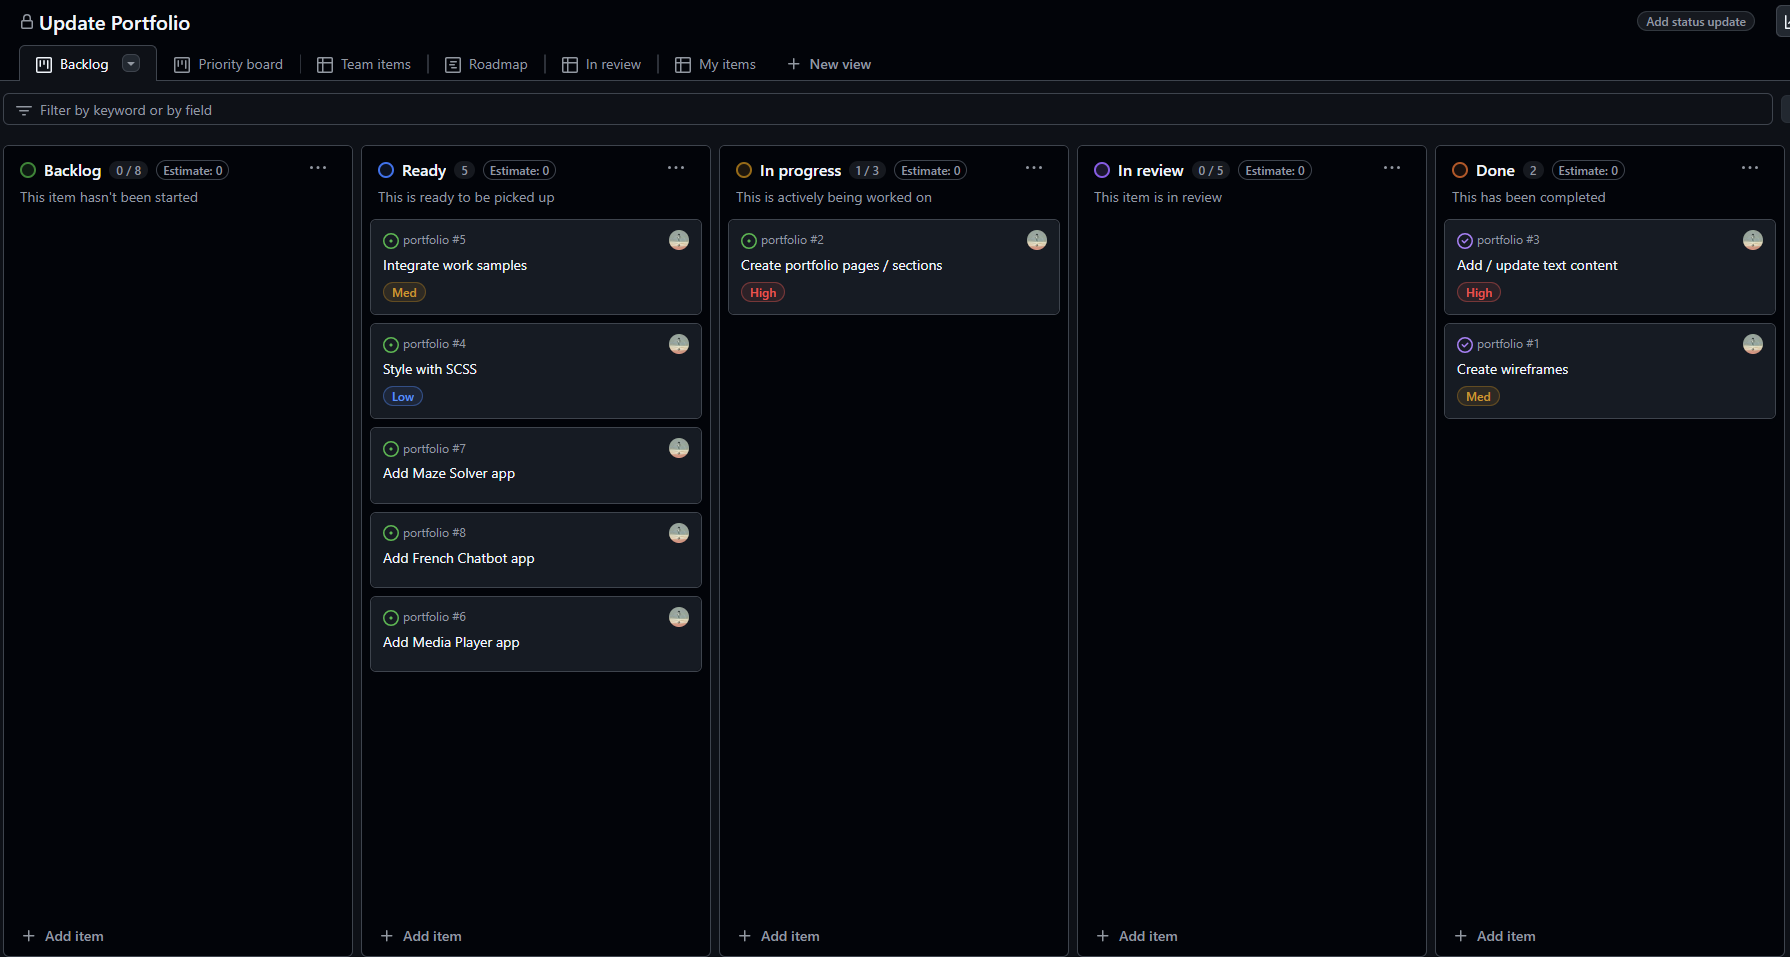 Update Portfolio
Add status update
Backlog
Priority board
Team items
Roadmap
In review
My items
New view
Filter by keyword or by field
Backlog 0 / 8 Estimate: 0
This item hasn't been started
Add item
Ready 5 Estimate: 0
This is ready to be picked up
portfolio #5
Integrate work samples
Med
portfolio #4
Style with SCSS
Low
portfolio #7
Add Maze Solver app
portfolio #8
Add French Chatbot app
portfolio #6
Add Media Player app
Add item
In progress 1 / 3 Estimate: 0
This is actively being worked on
portfolio #2
Create portfolio pages / sections
High
Add item
In review 0 / 5 Estimate: 0
This item is in review
Add item
Done 2 Estimate: 0
This has been completed
portfolio #3
Add / update text content
High
portfolio #1
Create wireframes
Med
Add item